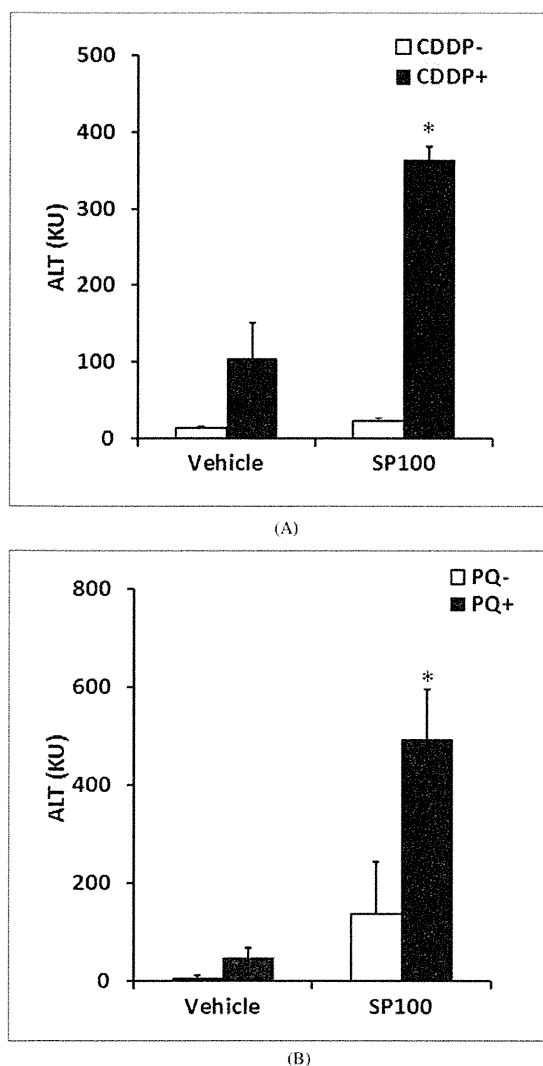 CDDP-
CDDP+
500
400
300
200
100
0
ALT (KU)
*
Vehicle SP100
(A)
PQ-
PQ+
800
600
400
200
0
ALT (KU)
*
Vehicle SP100
(B)